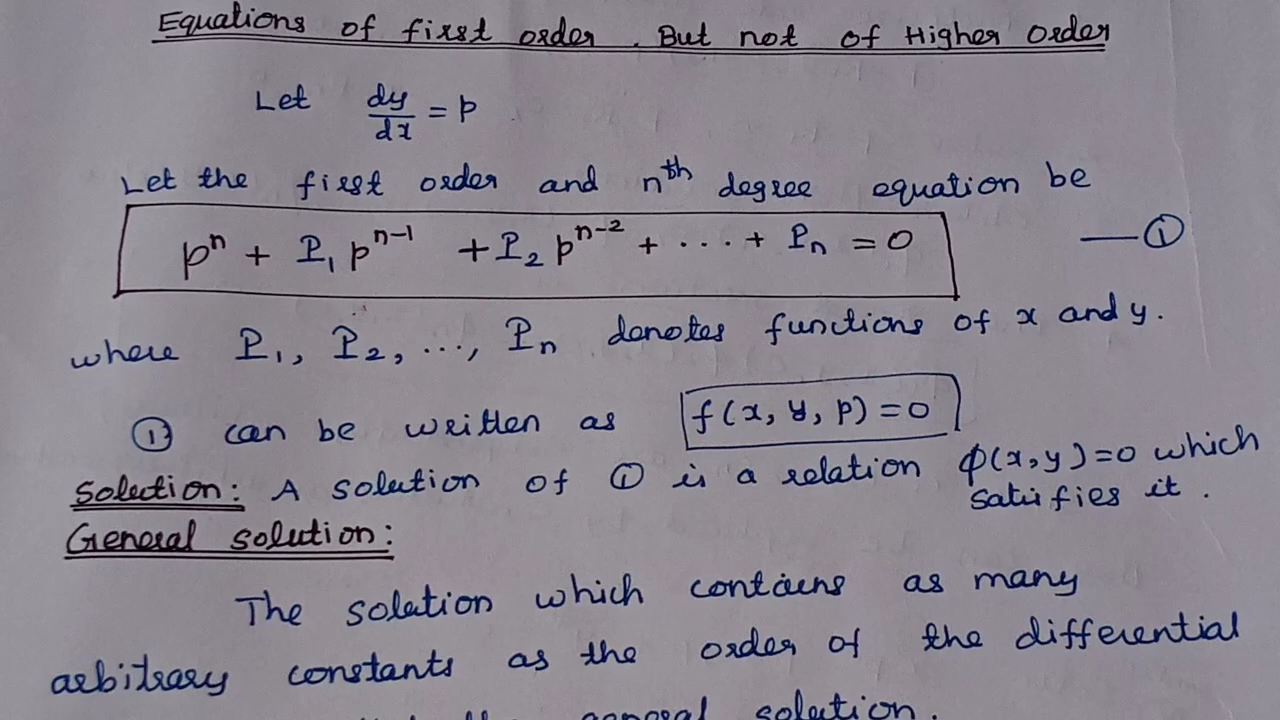 Equations of first order . But not of Higher Order
Let dy/dx = p
Let the first order and nth degree equation be
pⁿ + P₁ pⁿ⁻¹ + P₂ pⁿ⁻² + ... + Pₙ = 0 —①
where P₁, P₂, ..., Pₙ denotes functions of x and y.
① can be written as f(x, y, p) = 0
Solution: A solution of ① is a relation ϕ(x,y)=0 which
satisfies it .
General solution:
The solution which contains as many
arbitrary constants as the order of the differential
general solution.